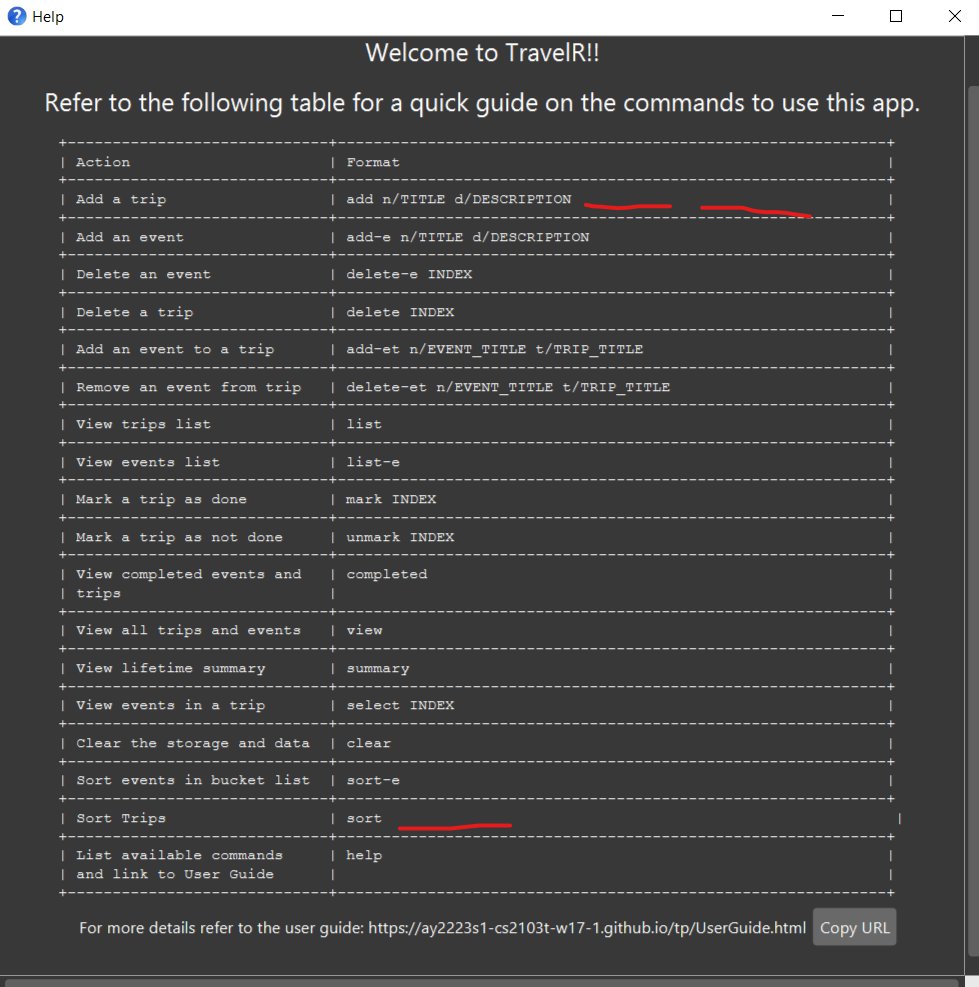 Help
Welcome to TravelR!!
Refer to the following table for a quick guide on the commands to use this app.
+-----------------------------+-------------------------------------------------------------+
| Action | Format |
+-----------------------------+-------------------------------------------------------------+
| Add a trip | add n/TITLE d/DESCRIPTION |
+-----------------------------+-------------------------------------------------------------+
| Add an event | add-e n/TITLE d/DESCRIPTION |
+-----------------------------+-------------------------------------------------------------+
| Delete an event | delete-e INDEX |
+-----------------------------+-------------------------------------------------------------+
| Delete a trip | delete INDEX |
+-----------------------------+-------------------------------------------------------------+
| Add an event to a trip | add-et n/EVENT_TITLE t/TRIP_TITLE |
+-----------------------------+-------------------------------------------------------------+
| Remove an event from trip | delete-et n/EVENT_TITLE t/TRIP_TITLE |
+-----------------------------+-------------------------------------------------------------+
| View trips list | list |
+-----------------------------+-------------------------------------------------------------+
| View events list | list-e |
+-----------------------------+-------------------------------------------------------------+
| Mark a trip as done | mark INDEX |
+-----------------------------+-------------------------------------------------------------+
| Mark a trip as not done | unmark INDEX |
+-----------------------------+-------------------------------------------------------------+
| View completed events and | completed |
| trips | |
+-----------------------------+-------------------------------------------------------------+
| View all trips and events | view |
+-----------------------------+-------------------------------------------------------------+
| View lifetime summary | summary |
+-----------------------------+-------------------------------------------------------------+
| View events in a trip | select INDEX |
+-----------------------------+-------------------------------------------------------------+
| Clear the storage and data | clear |
+-----------------------------+-------------------------------------------------------------+
| Sort events in bucket list | sort-e |
+-----------------------------+-------------------------------------------------------------+
| Sort Trips | sort |
+-----------------------------+-------------------------------------------------------------+
| List available commands | help |
| and link to User Guide | |
+-----------------------------+-------------------------------------------------------------+
For more details refer to the user guide: https://ay2223s1-cs2103t-w17-1.github.io/tp/UserGuide.html Copy URL